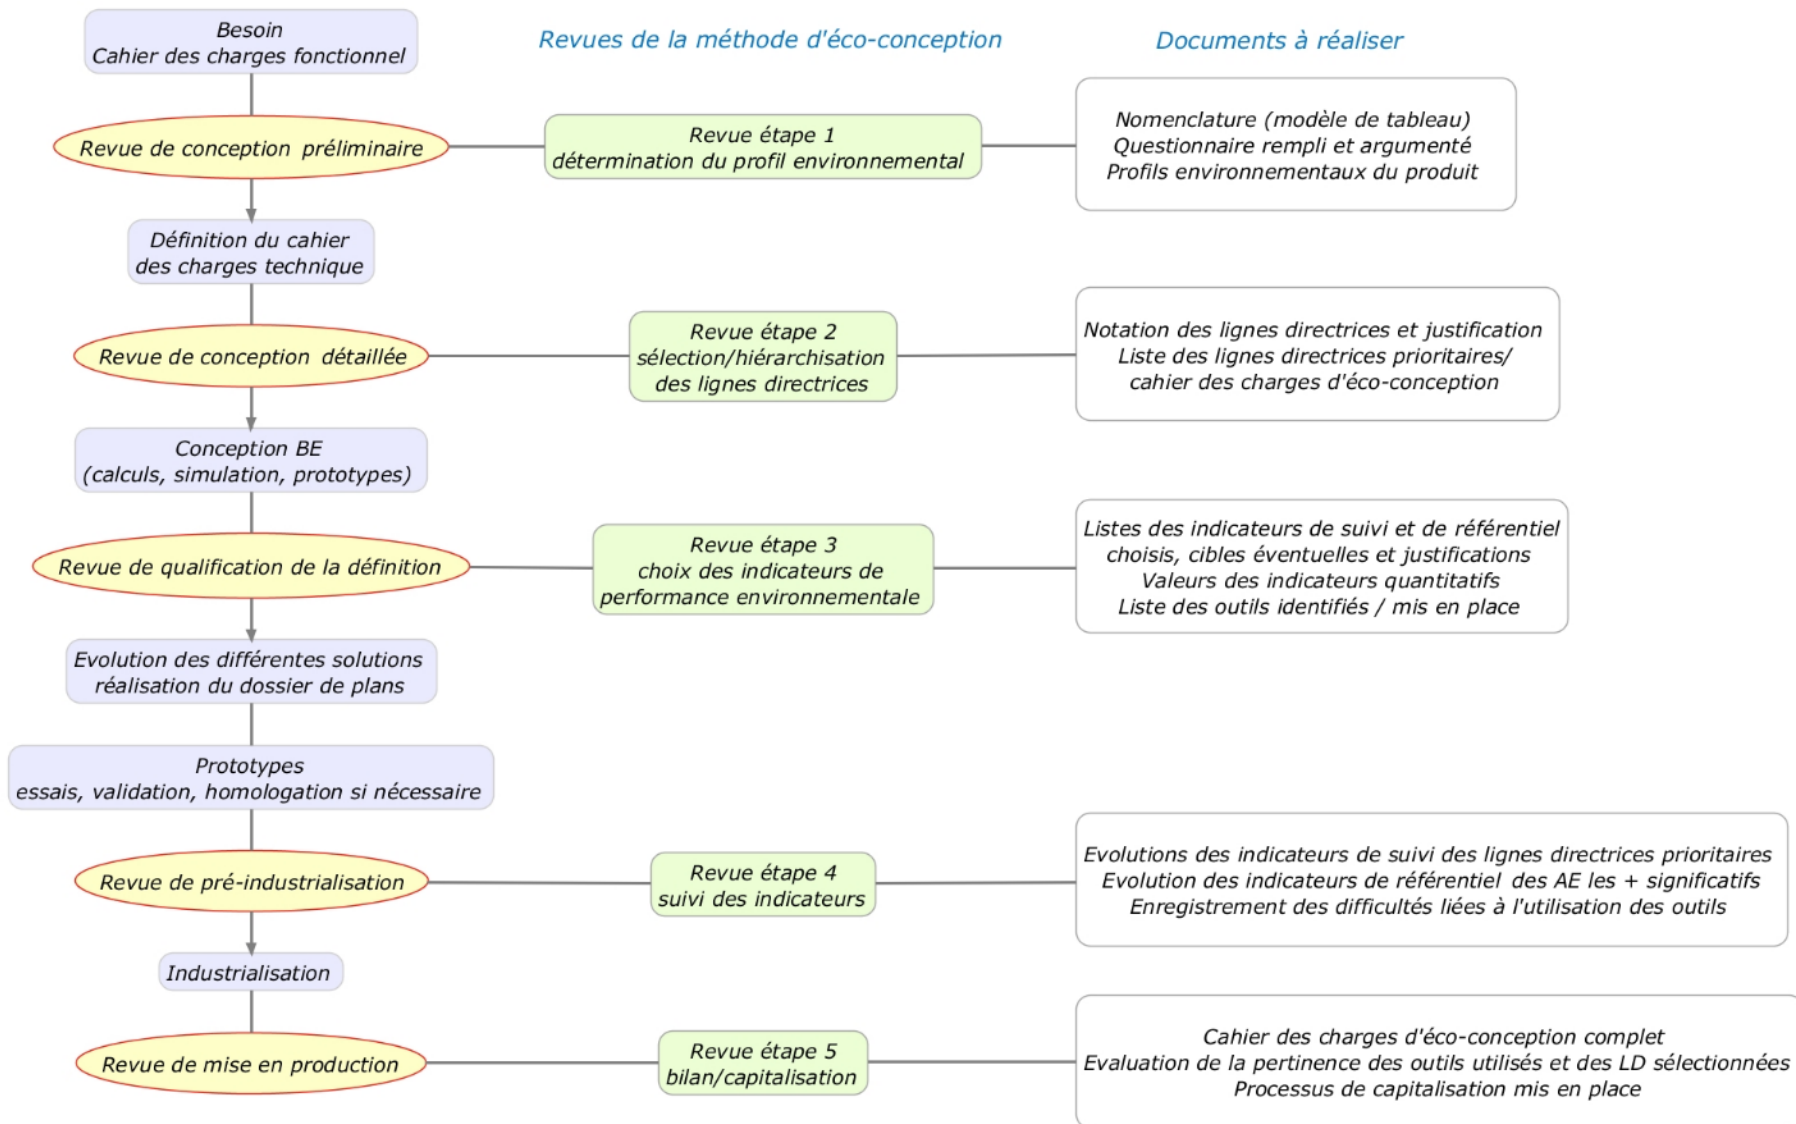 Besoin
Cahier des charges fonctionnel
Revues de la méthode d'éco-conception
Documents à réaliser
Revue de conception préliminaire
Revue étape 1
détermination du profil environnemental
Nomenclature (modèle de tableau)
Questionnaire rempli et argumenté
Profils environnementaux du produit
Définition du cahier
des charges technique
Revue de conception détaillée
Revue étape 2
sélection/hiérarchisation
des lignes directrices
Notation des lignes directrices et justification
Liste des lignes directrices prioritaires/
cahier des charges d'éco-conception
Conception BE
(calculs, simulation, prototypes)
Revue de qualification de la définition
Revue étape 3
choix des indicateurs de
performance environnementale
Listes des indicateurs de suivi et de référentiel
choisis, cibles éventuelles et justifications
Valeurs des indicateurs quantitatifs
Liste des outils identifiés / mis en place
Evolution des différentes solutions
réalisation du dossier de plans
Prototypes
essais, validation, homologation si nécessaire
Revue de pré-industrialisation
Revue étape 4
suivi des indicateurs
Evolutions des indicateurs de suivi des lignes directrices prioritaires
Evolution des indicateurs de référentiel des AE les + significatifs
Enregistrement des difficultés liées à l'utilisation des outils
Industrialisation
Revue de mise en production
Revue étape 5
bilan/capitalisation
Cahier des charges d'éco-conception complet
Evaluation de la pertinence des outils utilisés et des LD sélectionnées
Processus de capitalisation mis en place